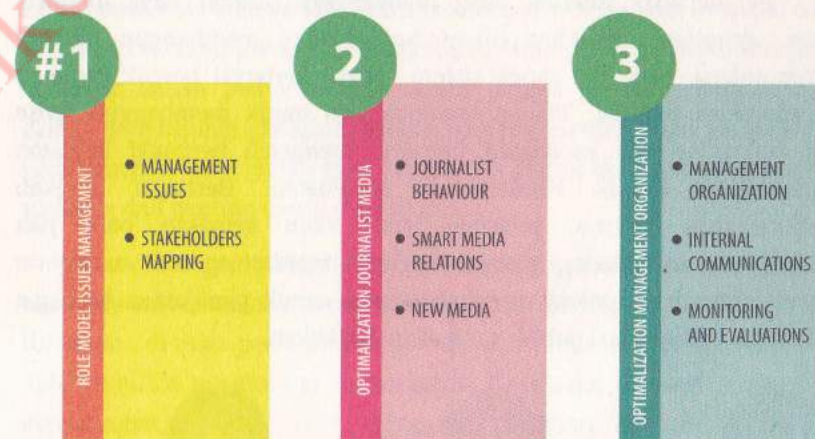 #1
ROLE MODEL ISSUES MANAGEMENT
• MANAGEMENT
ISSUES
• STAKEHOLDERS
MAPPING
2
OPTIMALIZATION JOURNALIST MEDIA
• JOURNALIST
BEHAVIOUR
• SMART MEDIA
RELATIONS
• NEW MEDIA
3
OPTIMALIZATION MANAGEMENT ORGANIZATION
• MANAGEMENT
ORGANIZATION
• INTERNAL
COMMUNICATIONS
• MONITORING
AND EVALUATIONS